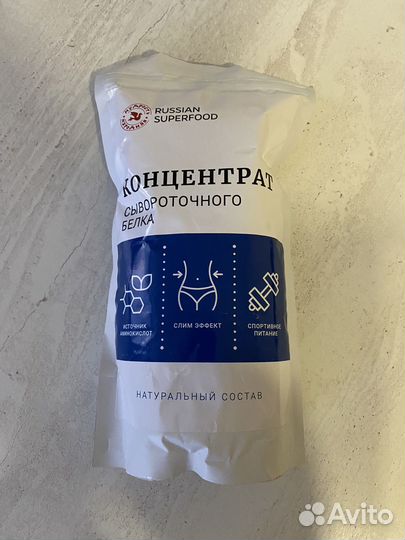 RUSSIAN
SUPERFOOD
КОНЦЕНТРАТ
СЫВОРОТОЧНОГО
БЕЛКА
ИСТОЧНИК
АМИНОКИСЛОТ
СЛИМ ЭФФЕКТ
СПОРТИВНОЕ
ПИТАНИЕ
НАТУРАЛЬНЫЙ СОСТАВ
Avito